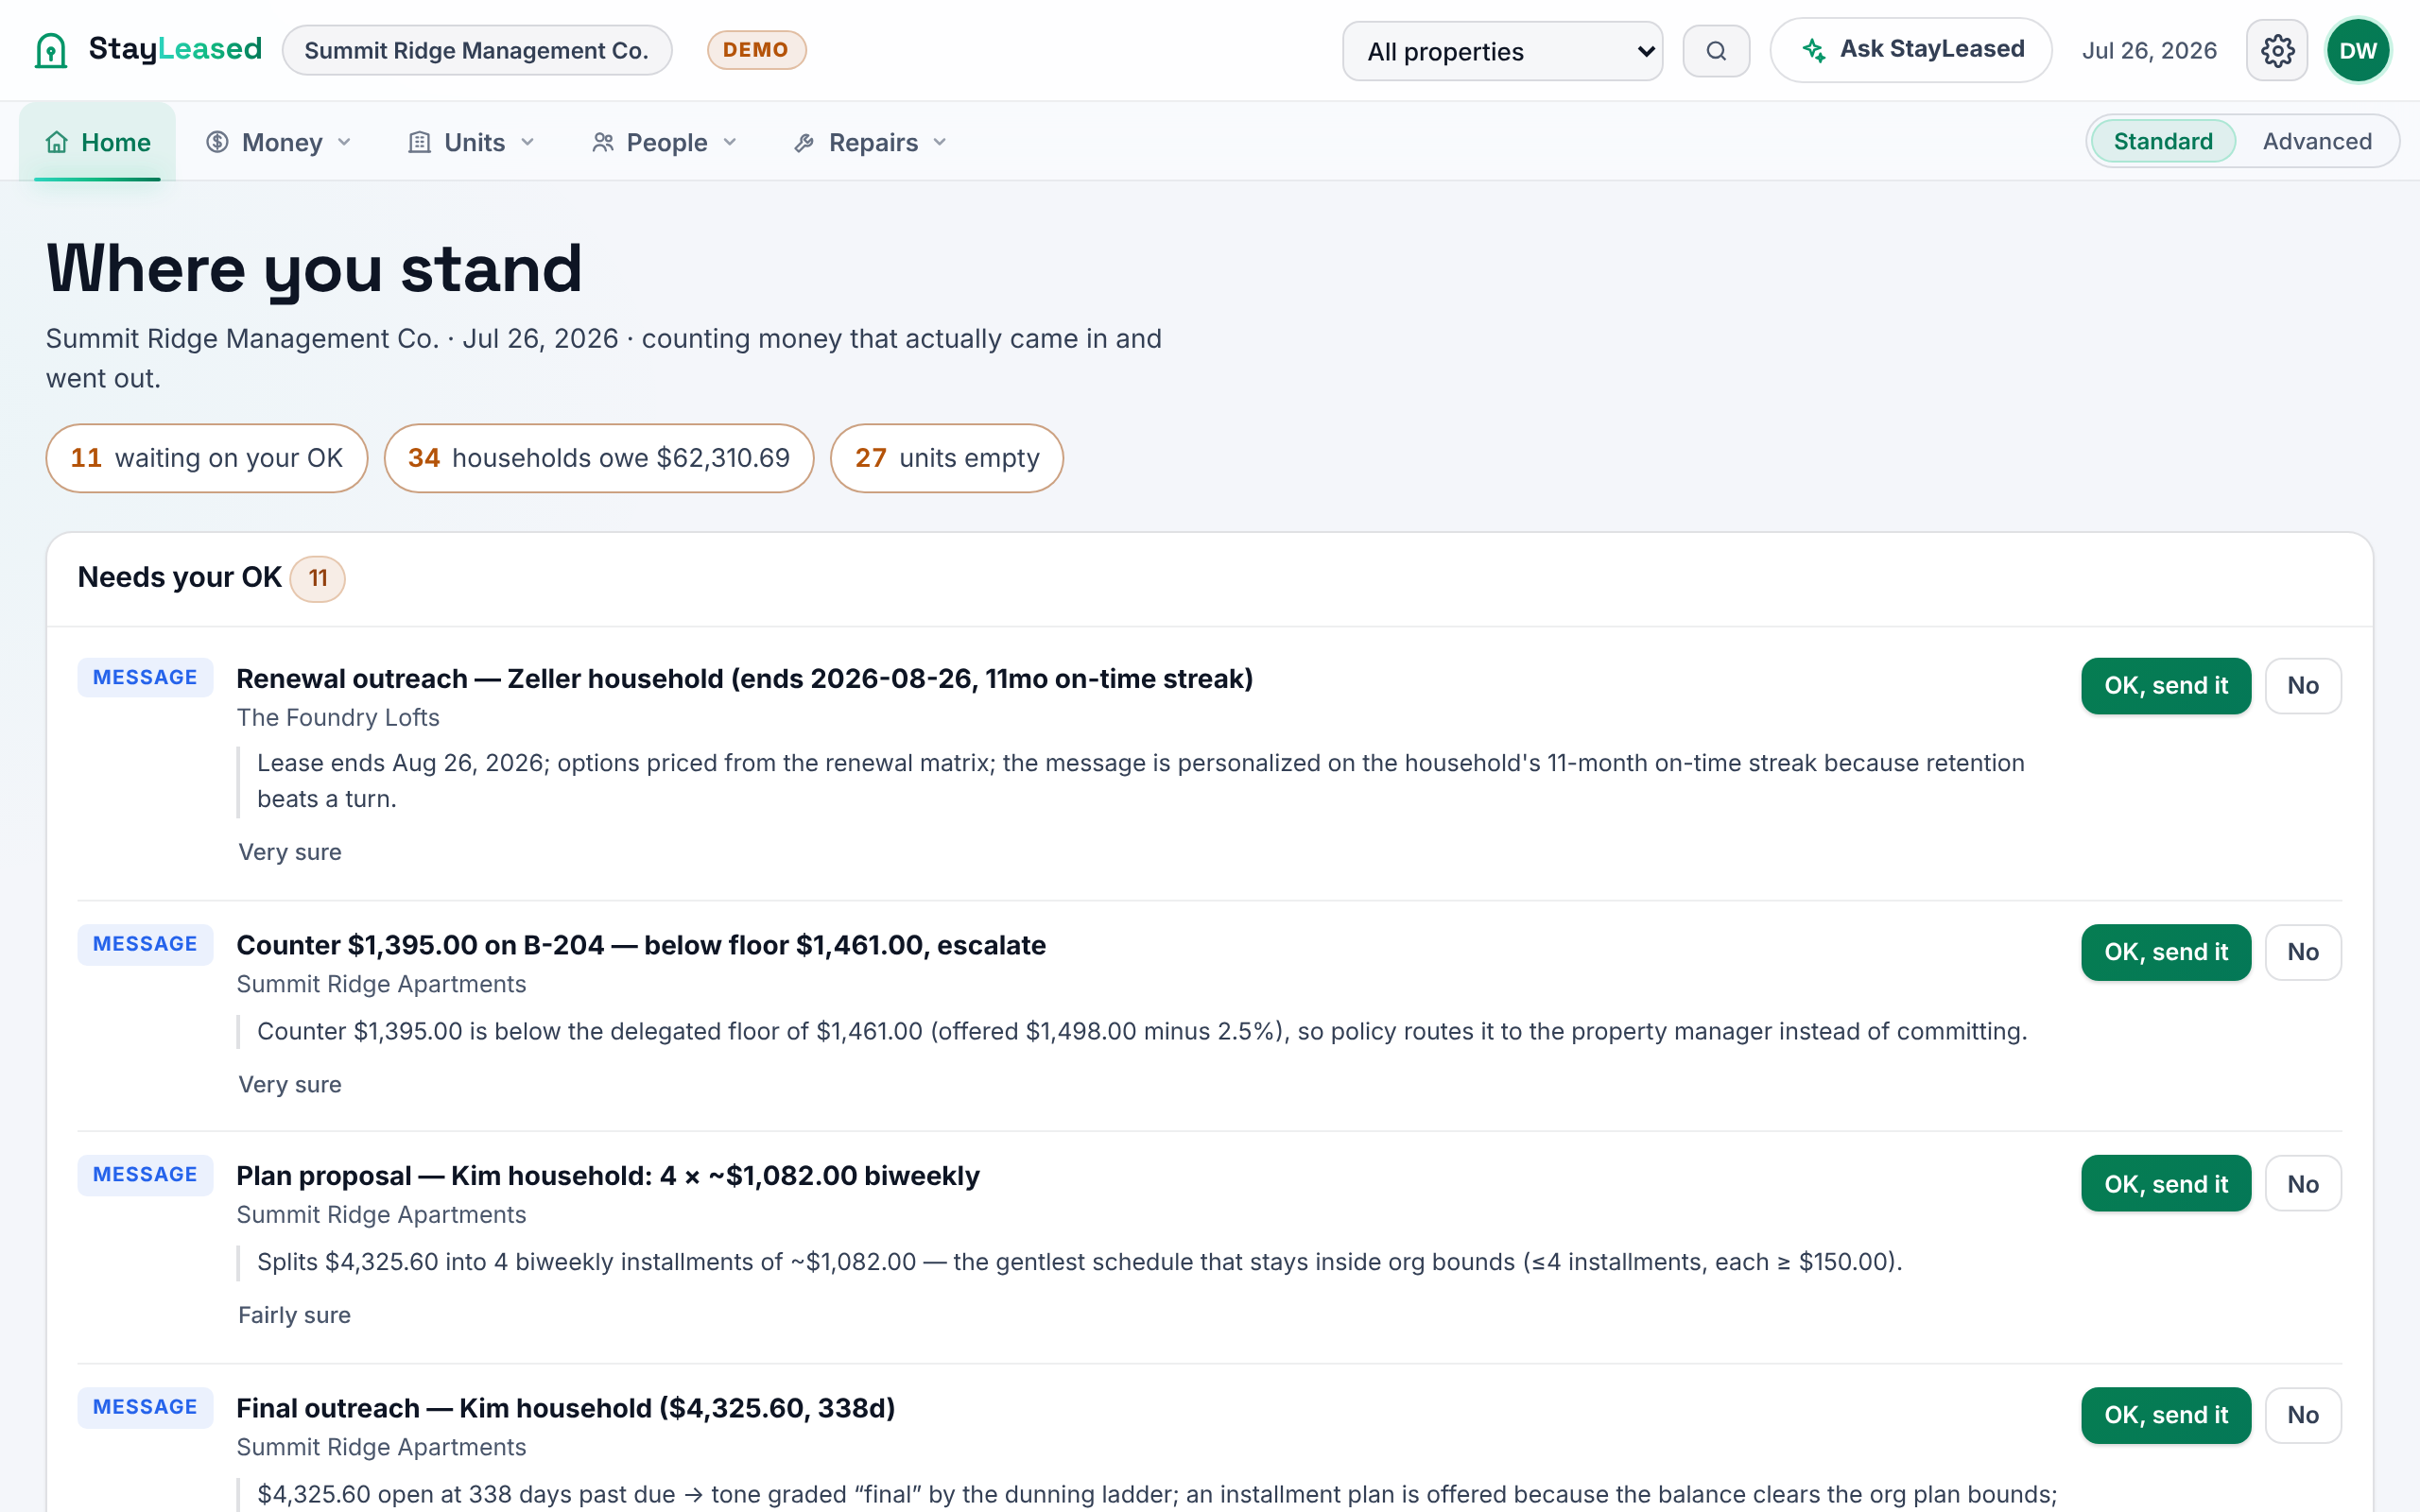 StayLeased
Summit Ridge Management Co.
DEMO
All properties
Ask StayLeased
Jul 26, 2026
DW
Home
Money
Units
People
Repairs
Standard
Advanced
Where you stand
Summit Ridge Management Co. · Jul 26, 2026 · counting money that actually came in and
went out.
11 waiting on your OK
34 households owe $62,310.69
27 units empty
Needs your OK 11
MESSAGE
Renewal outreach — Zeller household (ends 2026-08-26, 11mo on-time streak)
OK, send it
No
The Foundry Lofts
Lease ends Aug 26, 2026; options priced from the renewal matrix; the message is personalized on the household's 11-month on-time streak because retention
beats a turn.
Very sure
MESSAGE
Counter $1,395.00 on B-204 — below floor $1,461.00, escalate
OK, send it
No
Summit Ridge Apartments
Counter $1,395.00 is below the delegated floor of $1,461.00 (offered $1,498.00 minus 2.5%), so policy routes it to the property manager instead of committing.
Very sure
MESSAGE
Plan proposal — Kim household: 4 × ~$1,082.00 biweekly
OK, send it
No
Summit Ridge Apartments
Splits $4,325.60 into 4 biweekly installments of ~$1,082.00 — the gentlest schedule that stays inside org bounds (≤4 installments, each ≥ $150.00).
Fairly sure
MESSAGE
Final outreach — Kim household ($4,325.60, 338d)
OK, send it
No
Summit Ridge Apartments
$4,325.60 open at 338 days past due → tone graded “final” by the dunning ladder; an installment plan is offered because the balance clears the org plan bounds;